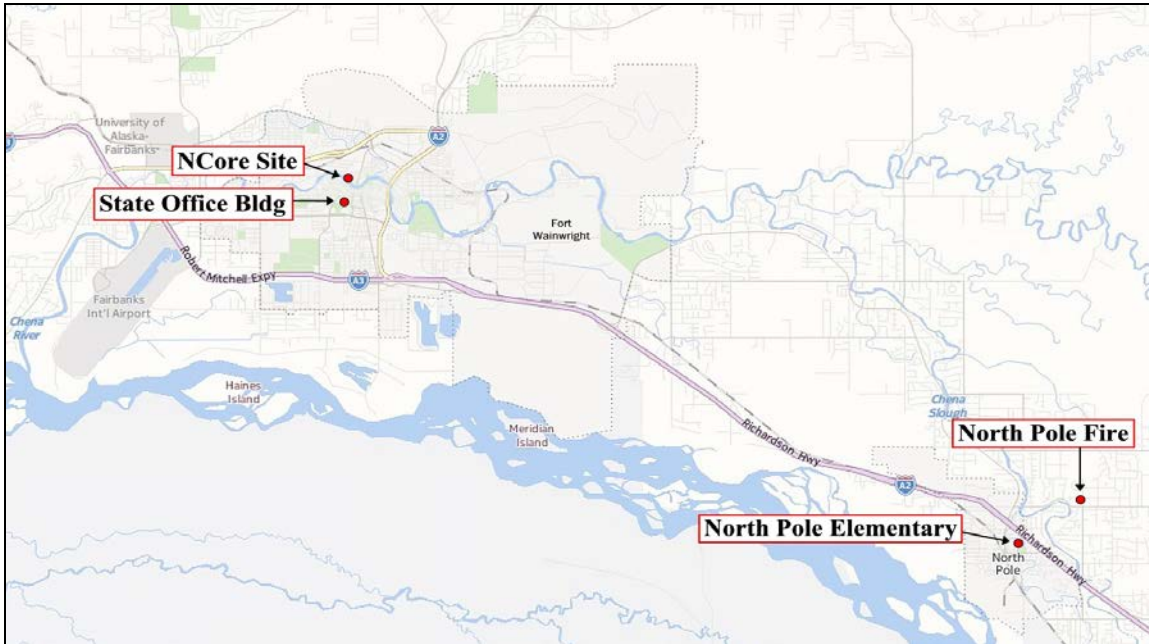 University of
Alaska-
Fairbanks-
A2
NCore Site
State Office Bldg
Fort
Wainwright
Robert Mitchell Expy
A3
Fairbanks
Int'l Airport
Chena
River
Haines
Island
Meridian
Island
Chena
Slough
Richardson Hwy
North Pole Fire
A2
North Pole Elementary
Richardson Hwy
North
Pole